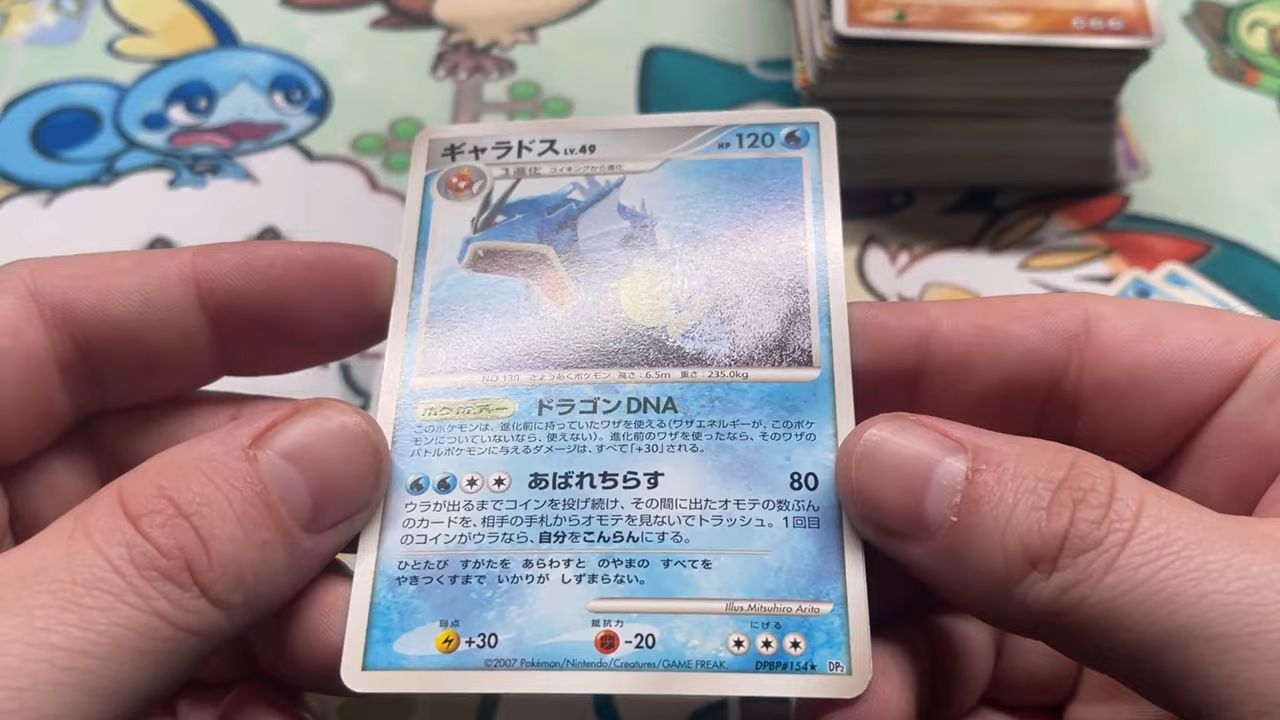 ギャラドス LV.49 HP 120
1進化 コイキングから進化
NO.130 きょうあくポケモン 高さ:6.5m 重さ:235.0kg
ポケボディー ドラゴンDNA
このポケモンは、進化前に持っていたワザを使える(ワザエネルギーが、このポケ
モンについていないなら、使えない)。進化前のワザを使ったなら、そのワザの
バトルポケモンに与えるダメージは、すべて「+30」される。
あばれちらす 80
ウラが出るまでコインを投げ続け、その間に出たオモテの数ぶん
のカードを、相手の手札からオモテを見ないでトラッシュ。1回目
のコインがウラなら、自分をこんらんにする。
ひとたび すがたを あらわすと のやまの すべてを
やきつくすまで いかりが しずまらない。
Illus. Mitsuhiro Arita
弱点 抵抗力 にげる
+30 -20
©2007 Pokémon/Nintendo/Creatures/GAME FREAK. DPBP#154★ DP2